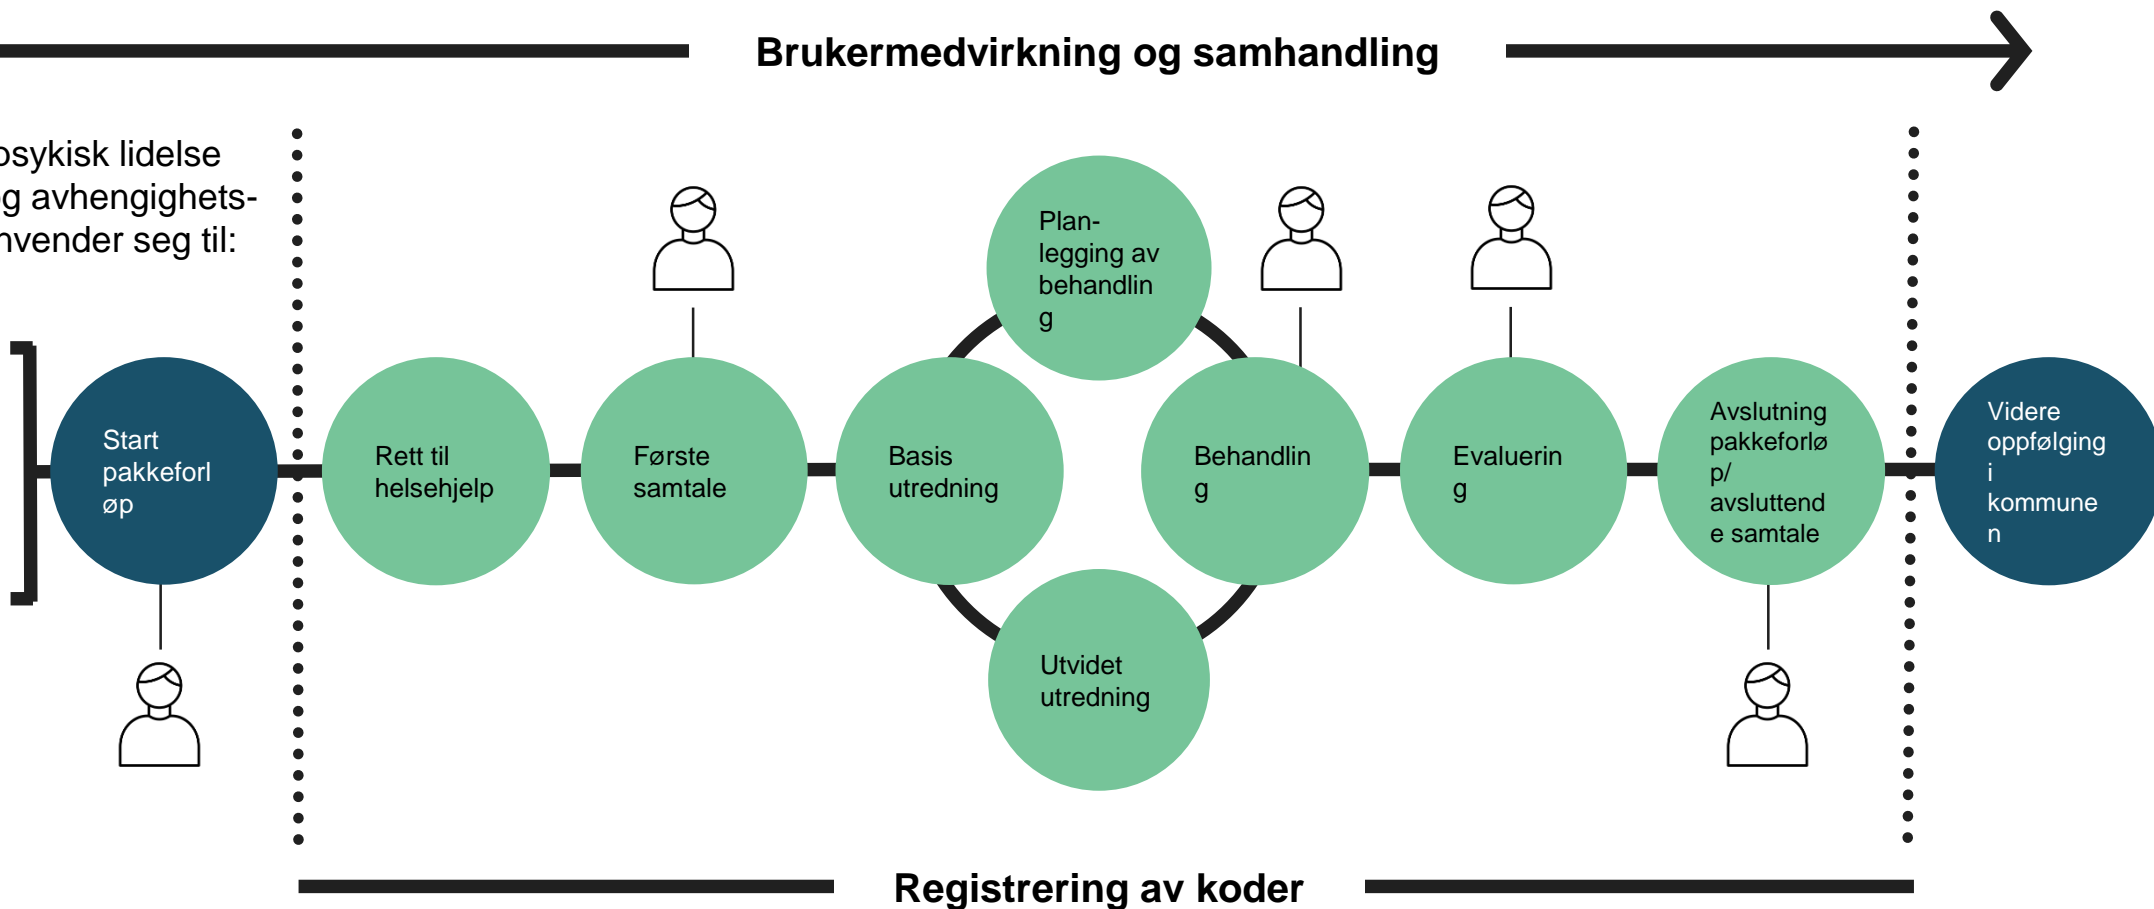 Brukermedvirkning og samhandling
psykisk lidelse
og avhengighets-
nvender seg til:
Start
pakkeforl
øp
Rett til
helsehjelp
Første
samtale
Basis
utredning
Plan-
legging av
behandlin
g
Utvidet
utredning
Behandlin
g
Evaluerin
g
Avslutning
pakkeforlø
p/
avsluttend
e samtale
Videre
oppfølging
i
kommune
n
Registrering av koder